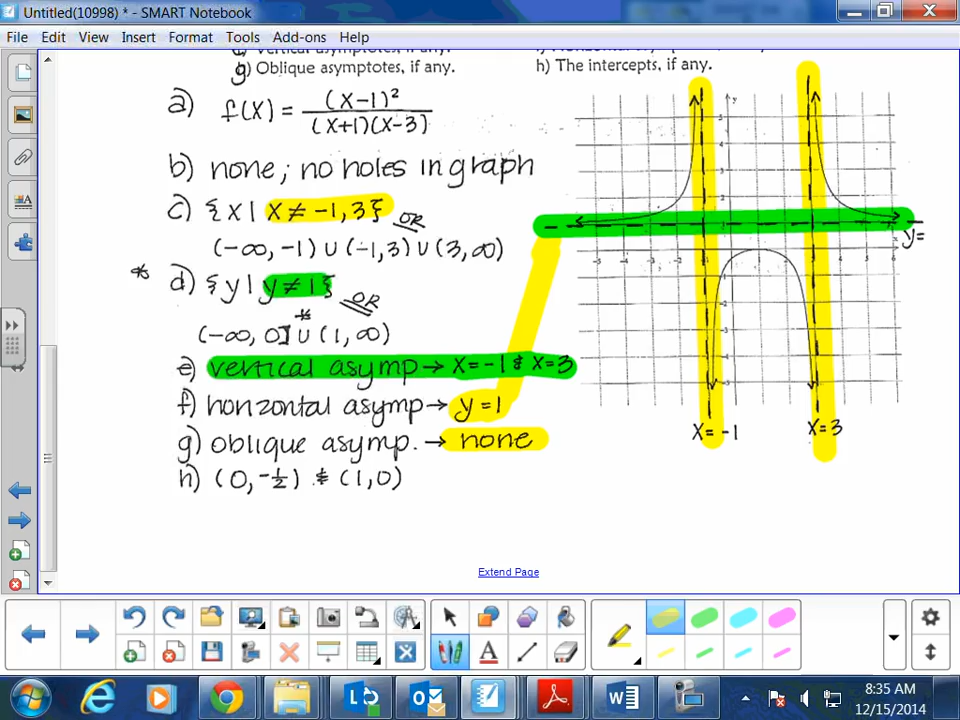 Untitled(10998) * - SMART Notebook
File Edit View Insert Format Tools Add-ons Help
g) Oblique asymptotes, if any. h) The intercepts, if any.
a) f(x) = (x-1)² / (x+1)(x-3)
b) none; no holes in graph
c) {x| x ≠ -1,3} OR
(-∞, -1) ∪ (-1,3) ∪ (3, ∞)
* d) {y| y ≠ 1} OR
(-∞, 0] ∪ (1, ∞)
e) vertical asymp → x=-1 & x=3
f) horizontal asymp → y=1
g) oblique asymp. → none
h) (0, -½) & (1,0)
y=
x=-1 x=3
Extend Page
8:35 AM
12/15/2014